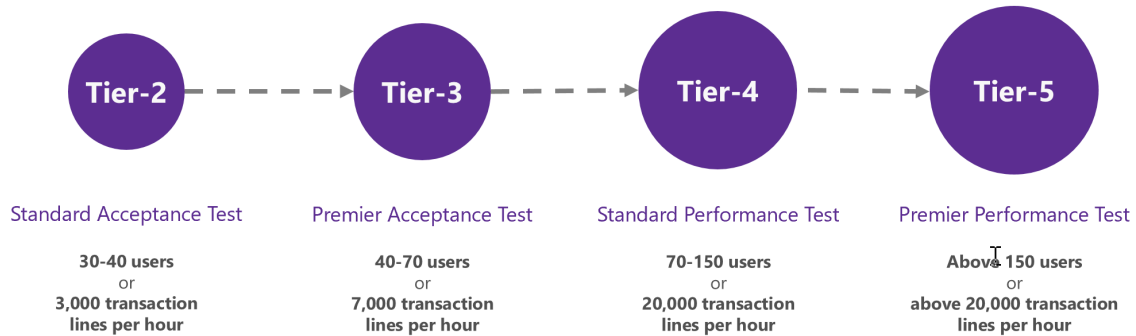 Tier-2
Tier-3
Tier-4
Tier-5
Standard Acceptance Test
Premier Acceptance Test
Standard Performance Test
Premier Performance Test
30-40 users
or
3,000 transaction
lines per hour
40-70 users
or
7,000 transaction
lines per hour
70-150 users
or
20,000 transaction
lines per hour
Above 150 users
or
above 20,000 transaction
lines per hour